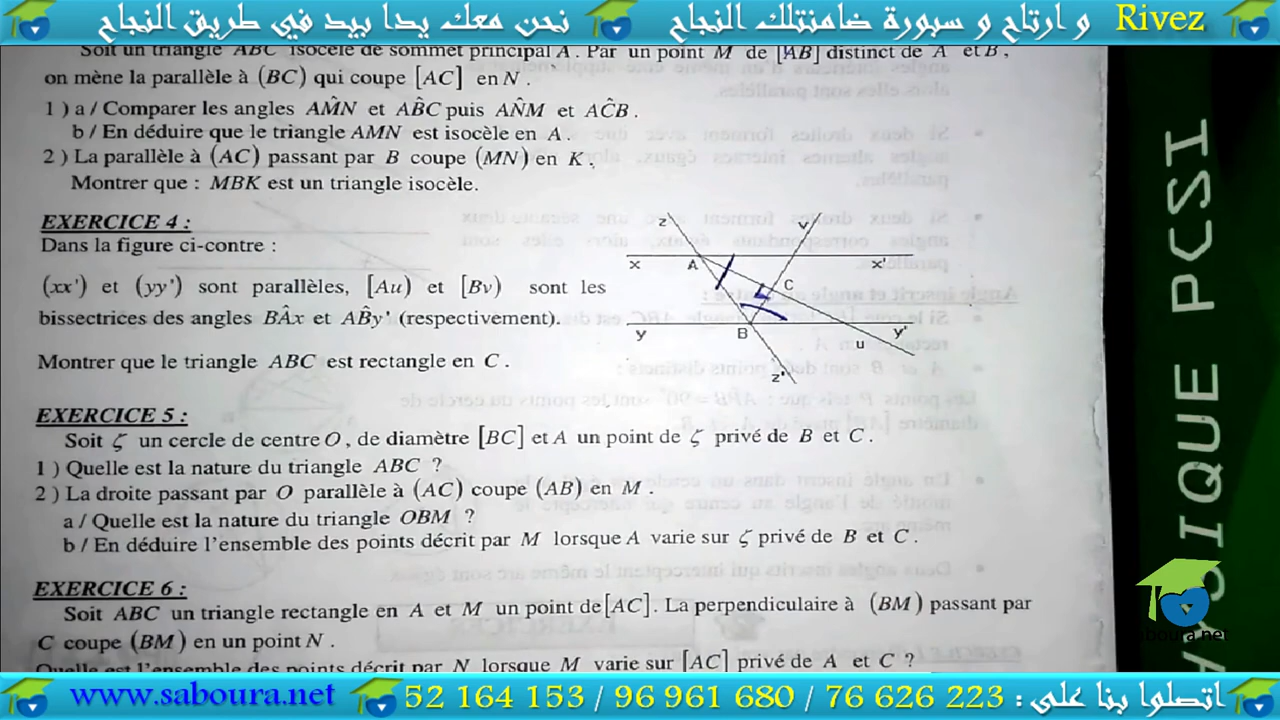 و ارتاح و سبورة ضامنتلك النجاح نحن معك يدا بيد في طريق النجاح Rivez
Soit un triangle ABC isocèle de sommet principal A . Par un point M de [AB] distinct de A et B ,
on mène la parallèle à (BC) qui coupe [AC] en N .
1 ) a / Comparer les angles AM̂N et AB̂C puis AN̂M et AĈB .
b / En déduire que le triangle AMN est isocèle en A .
2 ) La parallèle à (AC) passant par B coupe (MN) en K .
Montrer que : MBK est un triangle isocèle.
EXERCICE 4 :
Dans la figure ci-contre :
(xx') et (yy') sont parallèles, [Au) et [Bv) sont les
bissectrices des angles BÂx et AB̂y' (respectivement).
Montrer que le triangle ABC est rectangle en C .
z v
x A x'
C
y B y'
u
z'
EXERCICE 5 :
Soit ζ un cercle de centre O , de diamètre [BC] et A un point de ζ privé de B et C .
1 ) Quelle est la nature du triangle ABC ?
2 ) La droite passant par O parallèle à (AC) coupe (AB) en M .
a / Quelle est la nature du triangle OBM ?
b / En déduire l'ensemble des points décrit par M lorsque A varie sur ζ privé de B et C .
EXERCICE 6 :
Soit ABC un triangle rectangle en A et M un point de [AC]. La perpendiculaire à (BM) passant par
C coupe (BM) en un point N .
Quelle est l'ensemble des points décrit par N lorsque M varie sur [AC] privé de A et C ?
PHYSIQUE PCSI
saboura.net
www.saboura.net 52 164 153 / 96 961 680 / 76 626 223 : اتصلوا بنا على